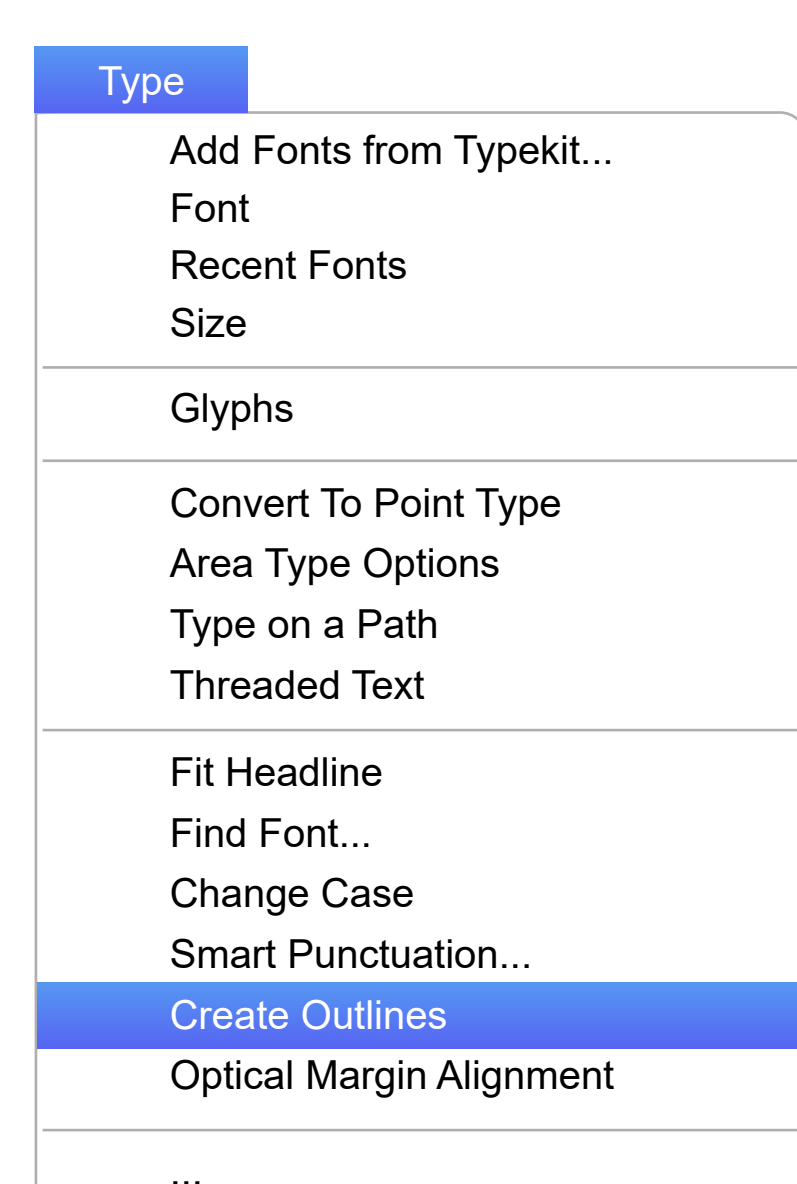 Type
Add Fonts from Typekit...
Font
Recent Fonts
Size
Glyphs
Convert To Point Type
Area Type Options
Type on a Path
Threaded Text
Fit Headline
Find Font...
Change Case
Smart Punctuation...
Create Outlines
Optical Margin Alignment
...